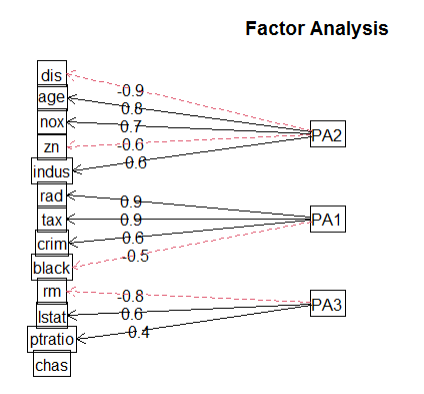 Factor Analysis
dis
age
nox
zn
indus
rad
tax
crim
black
rm
lstat
ptratio
chas
-0.9
0.8
0.7
-0.6
0.6
0.9
0.9
0.6
-0.5
-0.8
0.6
0.4
PA2
PA1
PA3